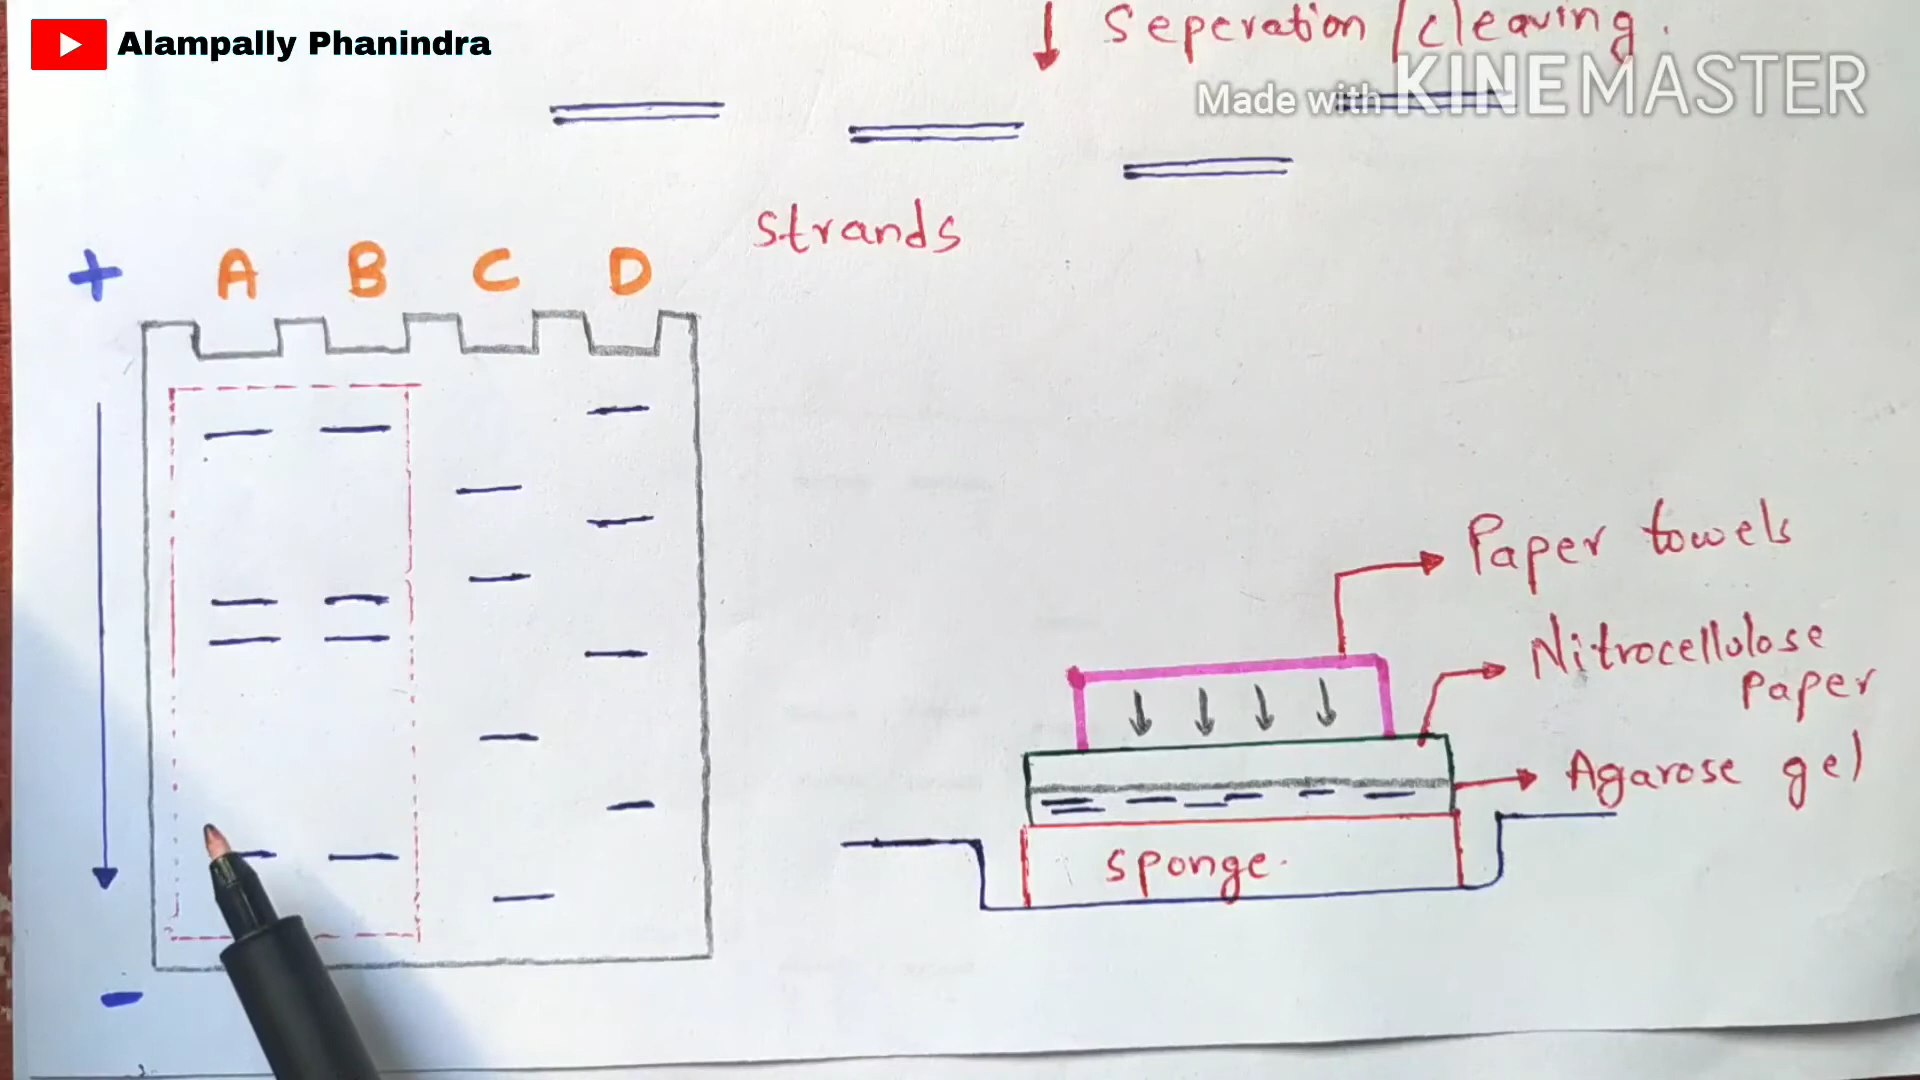 Alampally Phanindra
Seperation / cleaving.
Made with KINEMASTER
strands
+ A B C D
Paper towels
Nitrocellulose
Paper
Agarose gel
Sponge.
-